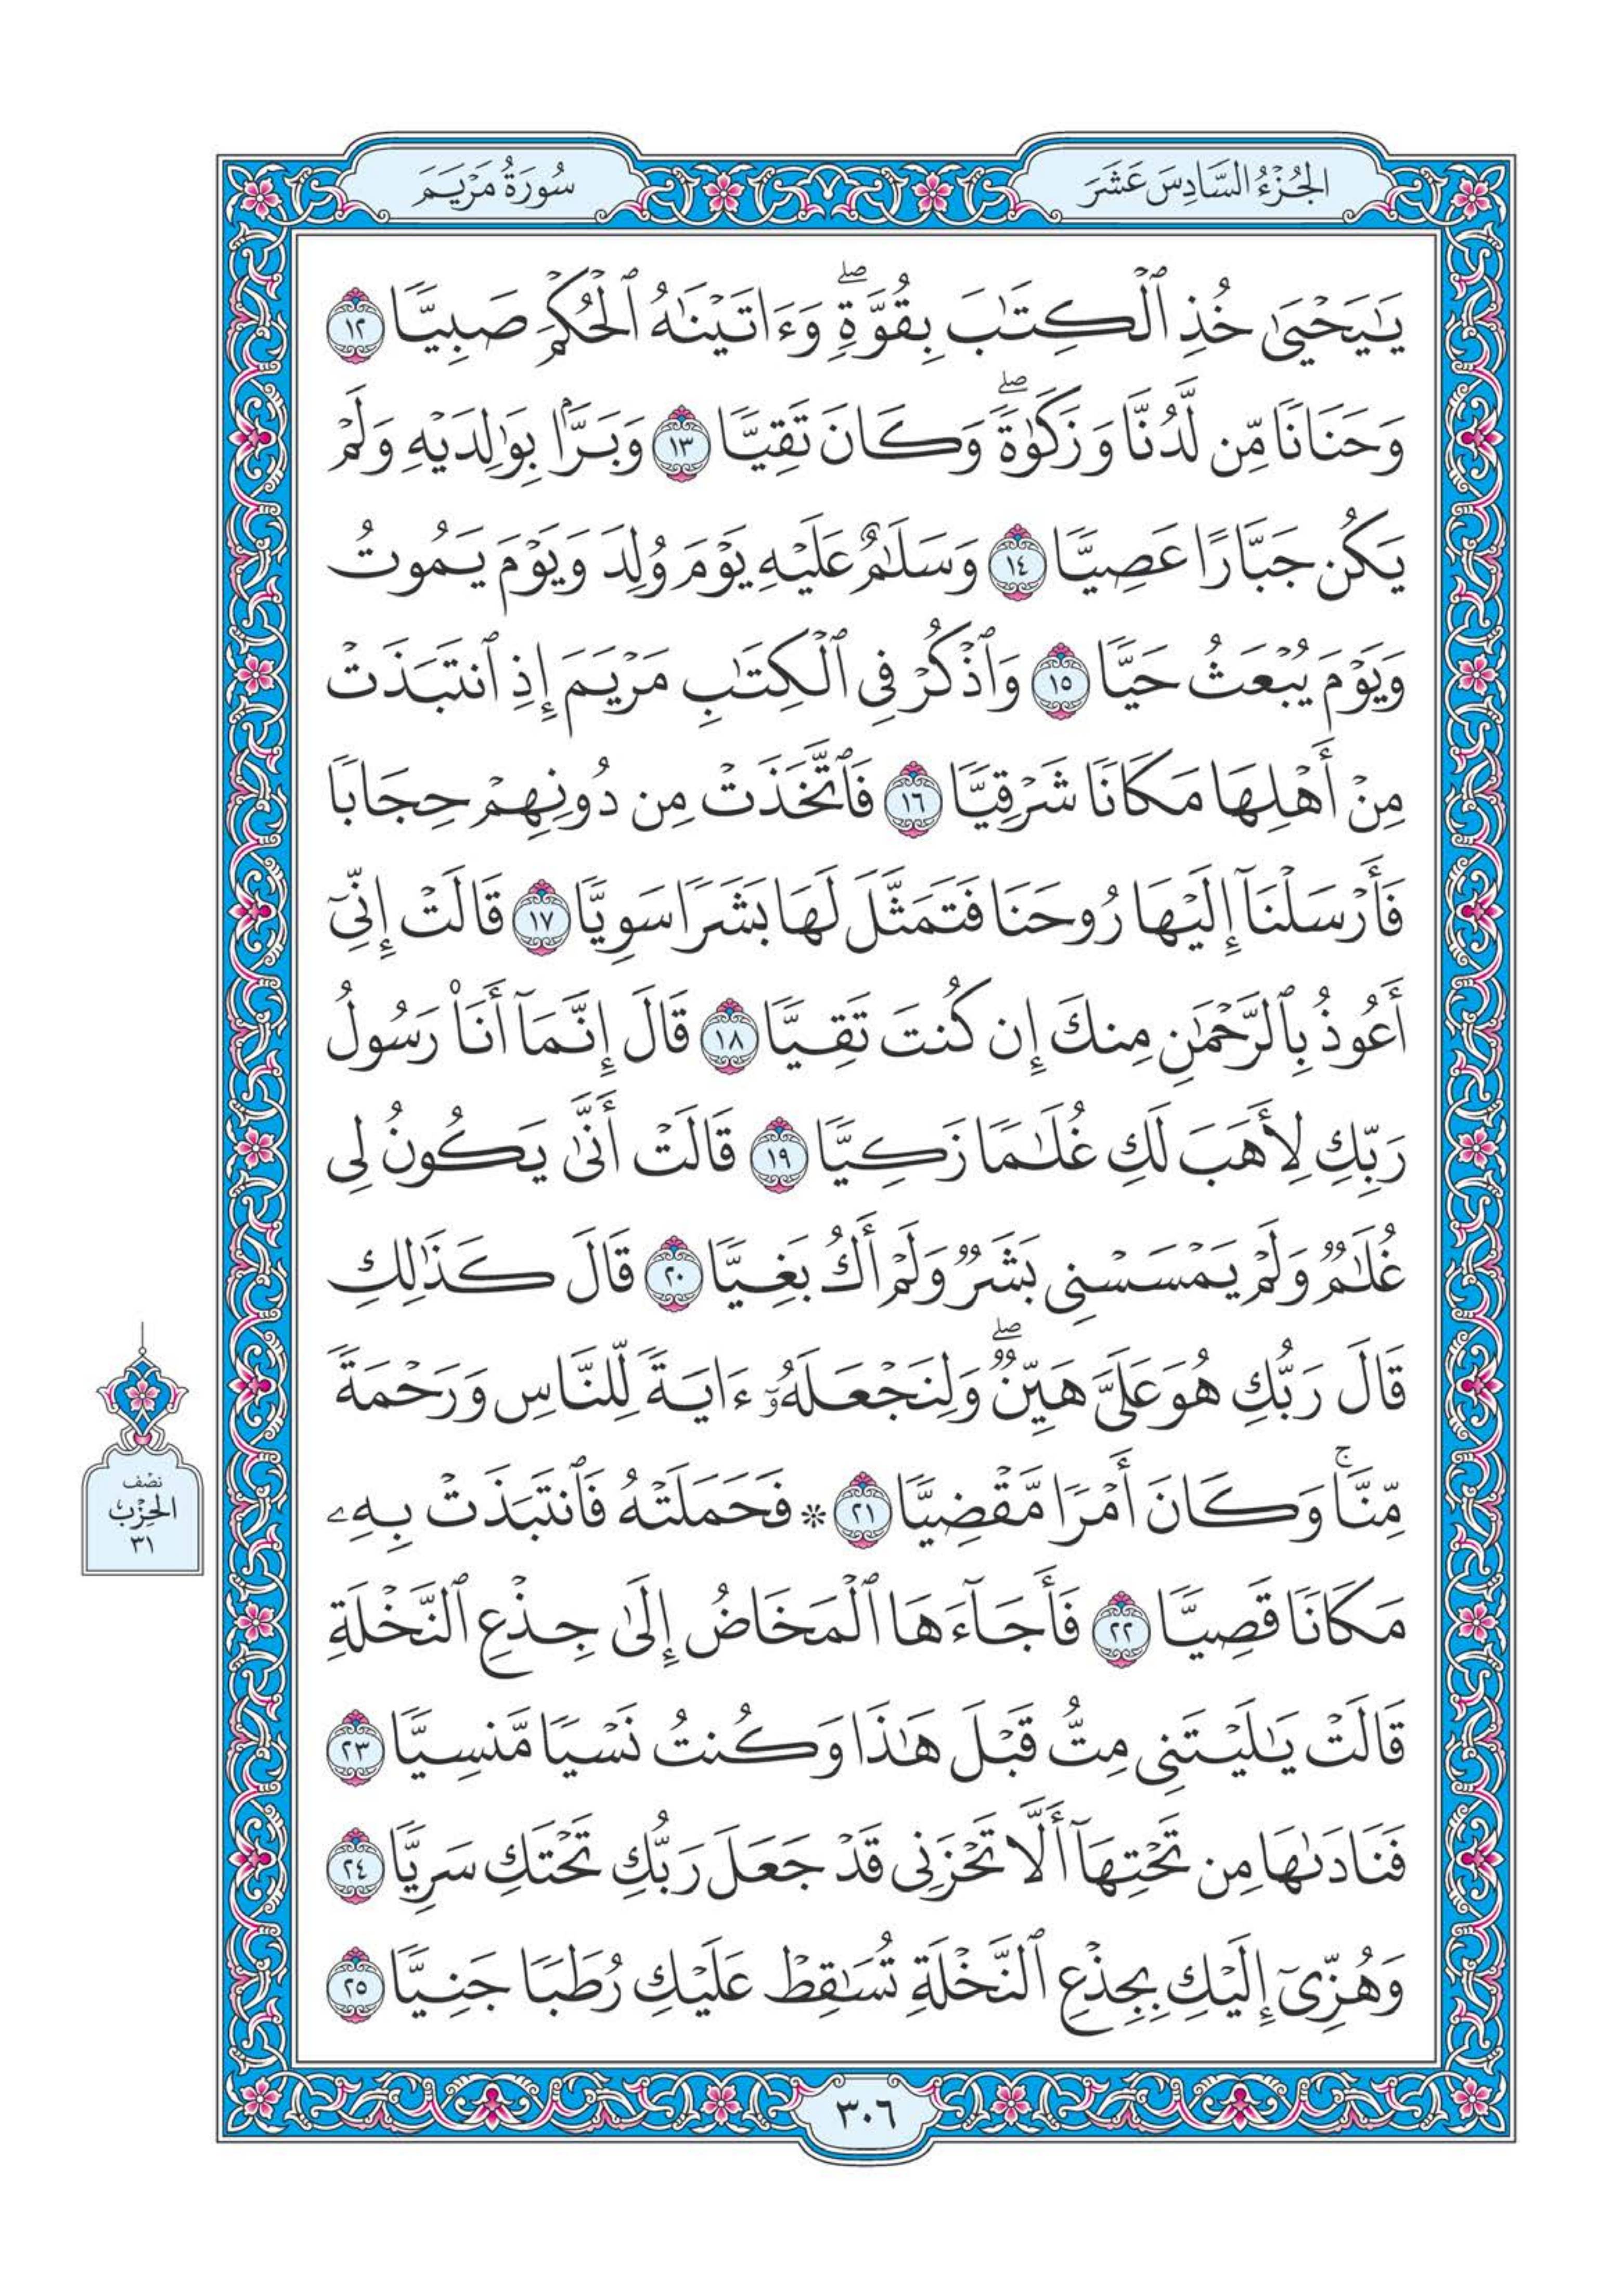 الجُزْءُ السَّادِسَ عَشَرَ
سُورَةُ مَرْيَمَ
يَٰيَحْيَىٰ خُذِ ٱلْكِتَٰبَ بِقُوَّةٍۖ وَءَاتَيْنَٰهُ ٱلْحُكْمَ صَبِيًّا ١٢
وَحَنَانًا مِّن لَّدُنَّا وَزَكَوٰةًۖ وَكَانَ تَقِيًّا ١٣ وَبَرًّۢا بِوَٰلِدَيْهِ وَلَمْ
يَكُن جَبَّارًا عَصِيًّا ١٤ وَسَلَٰمٌ عَلَيْهِ يَوْمَ وُلِدَ وَيَوْمَ يَمُوتُ
وَيَوْمَ يُبْعَثُ حَيًّا ١٥ وَٱذْكُرْ فِى ٱلْكِتَٰبِ مَرْيَمَ إِذِ ٱنتَبَذَتْ
مِنْ أَهْلِهَا مَكَانًا شَرْقِيًّا ١٦ فَٱتَّخَذَتْ مِن دُونِهِمْ حِجَابًا
فَأَرْسَلْنَآ إِلَيْهَا رُوحَنَا فَتَمَثَّلَ لَهَا بَشَرًا سَوِيًّا ١٧ قَالَتْ إِنِّىٓ
أَعُوذُ بِٱلرَّحْمَٰنِ مِنكَ إِن كُنتَ تَقِيًّا ١٨ قَالَ إِنَّمَآ أَنَا۠ رَسُولُ
رَبِّكِ لِأَهَبَ لَكِ غُلَٰمًا زَكِيًّا ١٩ قَالَتْ أَنَّىٰ يَكُونُ لِى
غُلَٰمٌ وَلَمْ يَمْسَسْنِى بَشَرٌ وَلَمْ أَكُ بَغِيًّا ٢٠ قَالَ كَذَٰلِكِ
قَالَ رَبُّكِ هُوَ عَلَىَّ هَيِّنٌۖ وَلِنَجْعَلَهُۥٓ ءَايَةً لِّلنَّاسِ وَرَحْمَةً
مِّنَّاۚ وَكَانَ أَمْرًا مَّقْضِيًّا ٢١ * فَحَمَلَتْهُ فَٱنتَبَذَتْ بِهِۦ
مَكَانًا قَصِيًّا ٢٢ فَأَجَآءَهَا ٱلْمَخَاضُ إِلَىٰ جِذْعِ ٱلنَّخْلَةِ
قَالَتْ يَٰلَيْتَنِى مِتُّ قَبْلَ هَٰذَا وَكُنتُ نَسْيًا مَّنسِيًّا ٢٣
فَنَادَىٰهَا مِن تَحْتِهَآ أَلَّا تَحْزَنِى قَدْ جَعَلَ رَبُّكِ تَحْتَكِ سَرِيًّا ٢٤
وَهُزِّىٓ إِلَيْكِ بِجِذْعِ ٱلنَّخْلَةِ تُسَٰقِطْ عَلَيْكِ رُطَبًا جَنِيًّا ٢٥
نصْف
الحِزْب
٣١
٣٠٦